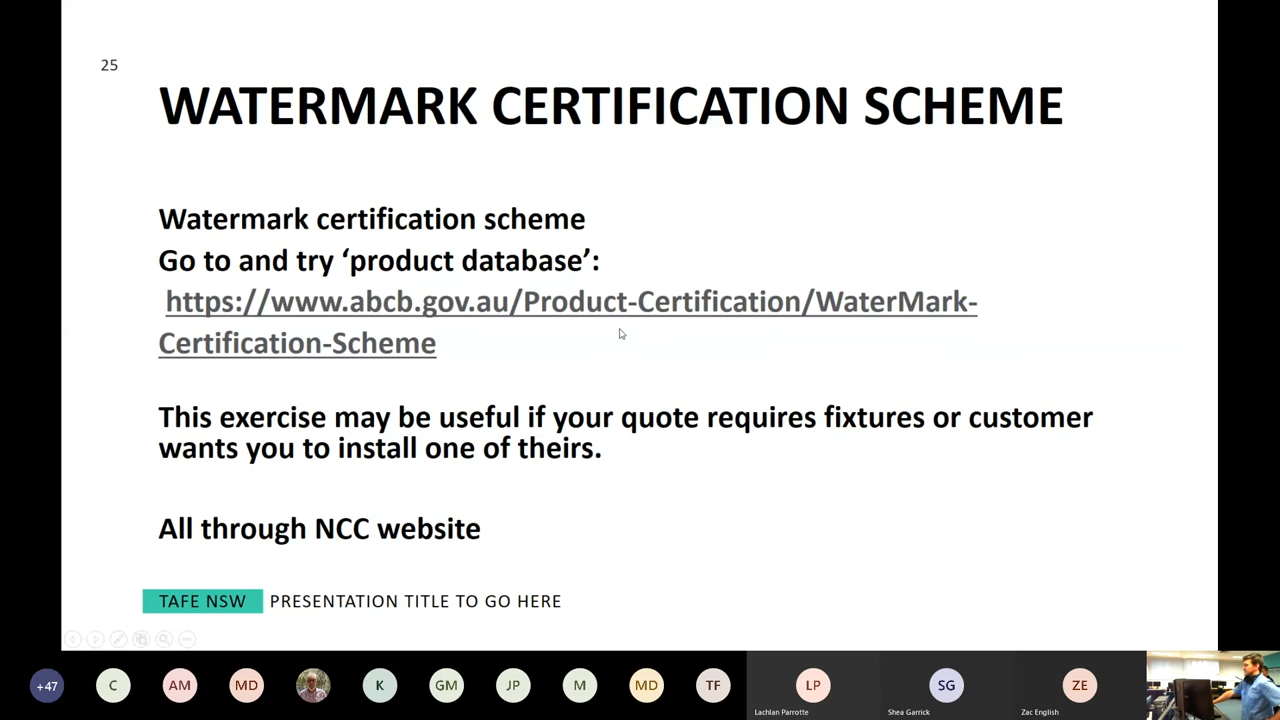 25
WATERMARK CERTIFICATION SCHEME
Watermark certification scheme
Go to and try ‘product database’:
https://www.abcb.gov.au/Product-Certification/WaterMark-
Certification-Scheme
This exercise may be useful if your quote requires fixtures or customer
wants you to install one of theirs.
All through NCC website
TAFE NSW PRESENTATION TITLE TO GO HERE
+47 C AM MD K GM JP M MD TF LP SG ZE
Lachlan Parrotte Shea Garrick Zac English